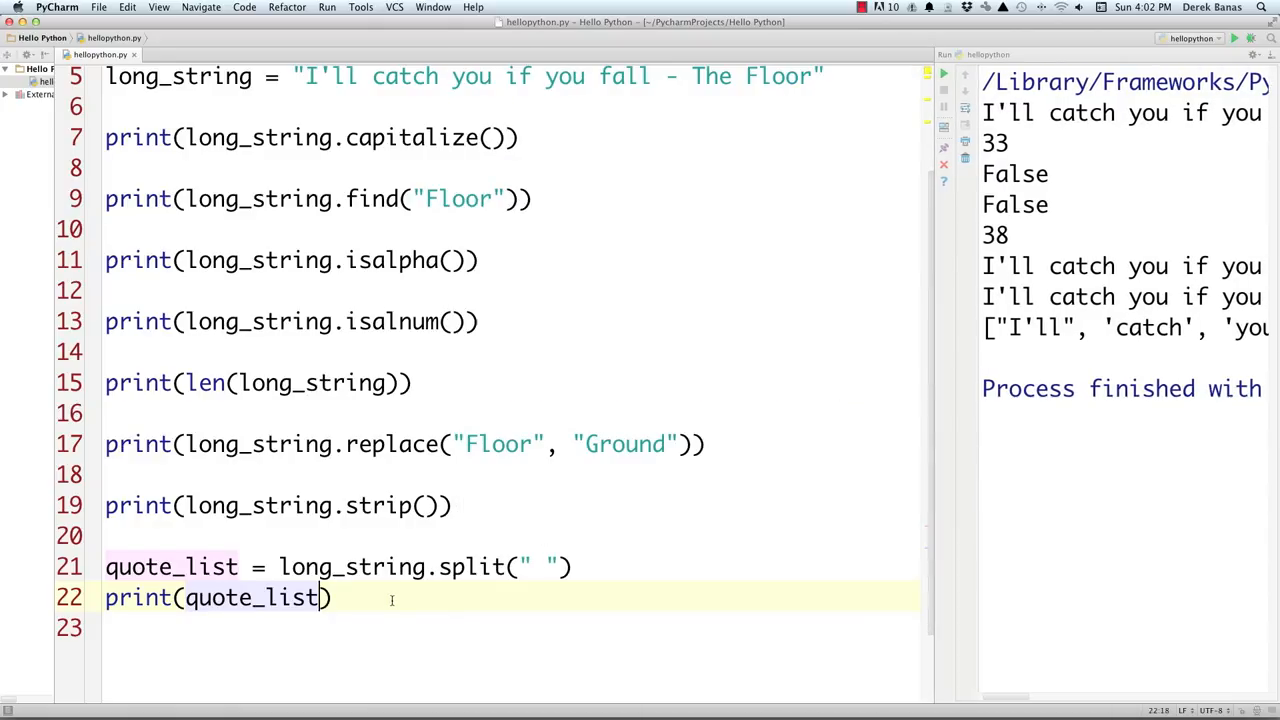 PyCharm File Edit View Navigate Code Refactor Run Tools VCS Window Help 10 Sun 4:02 PM Derek Banas
hellopython.py - Hello Python - [~/PycharmProjects/Hello Python]
Hello Python hellopython.py hellopython
hellopython.py Run hellopython
Hello P
hell
Externa
5 long_string = "I'll catch you if you fall - The Floor"
6
7 print(long_string.capitalize())
8
9 print(long_string.find("Floor"))
10
11 print(long_string.isalpha())
12
13 print(long_string.isalnum())
14
15 print(len(long_string))
16
17 print(long_string.replace("Floor", "Ground"))
18
19 print(long_string.strip())
20
21 quote_list = long_string.split(" ")
22 print(quote_list)
23
/Library/Frameworks/Py
I'll catch you if you
33
False
False
38
I'll catch you if you
I'll catch you if you
["I'll", 'catch', 'you
Process finished with
22:18 LF UTF-8